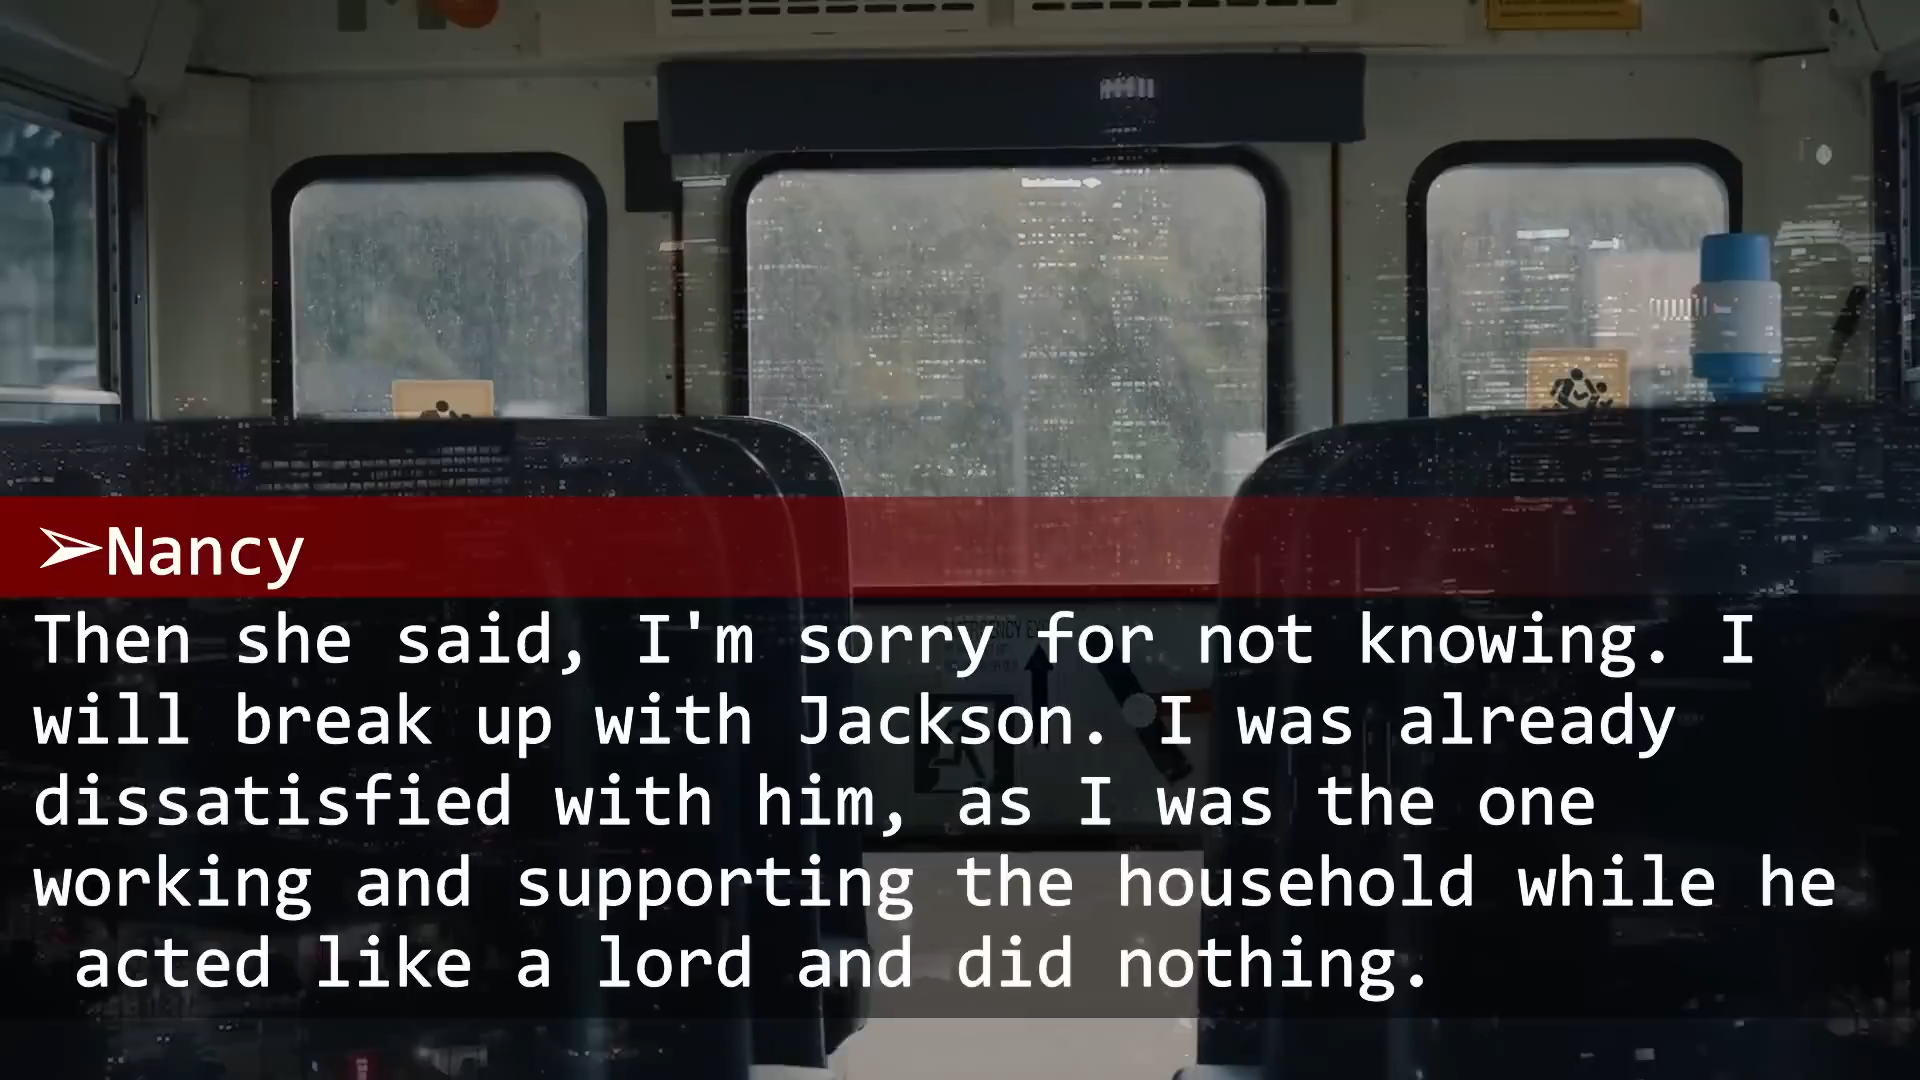 ➢Nancy
Then she said, I'm sorry for not knowing. I
will break up with Jackson. I was already
dissatisfied with him, as I was the one
working and supporting the household while he
acted like a lord and did nothing.